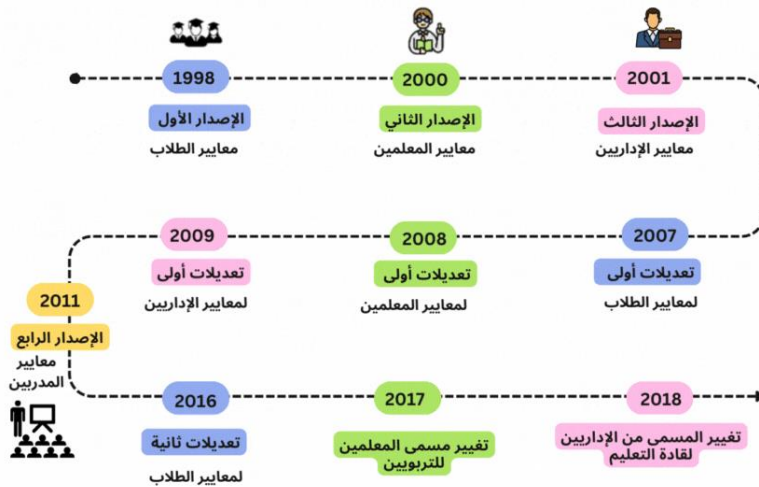 1998
الإصدار الأول
معايير الطلاب
2000
الإصدار الثاني
معايير المعلمين
2001
الإصدار الثالث
معايير الإداريين
2007
تعديلات أولى
لمعايير الطلاب
2008
تعديلات أولى
لمعايير المعلمين
2009
تعديلات أولى
لمعايير الإداريين
2011
الإصدار الرابع
معايير
المدربين
2016
تعديلات ثانية
لمعايير الطلاب
2017
تغيير مسمى المعلمين
للتربويين
2018
تغيير المسمى من الإداريين
لقادة التعليم